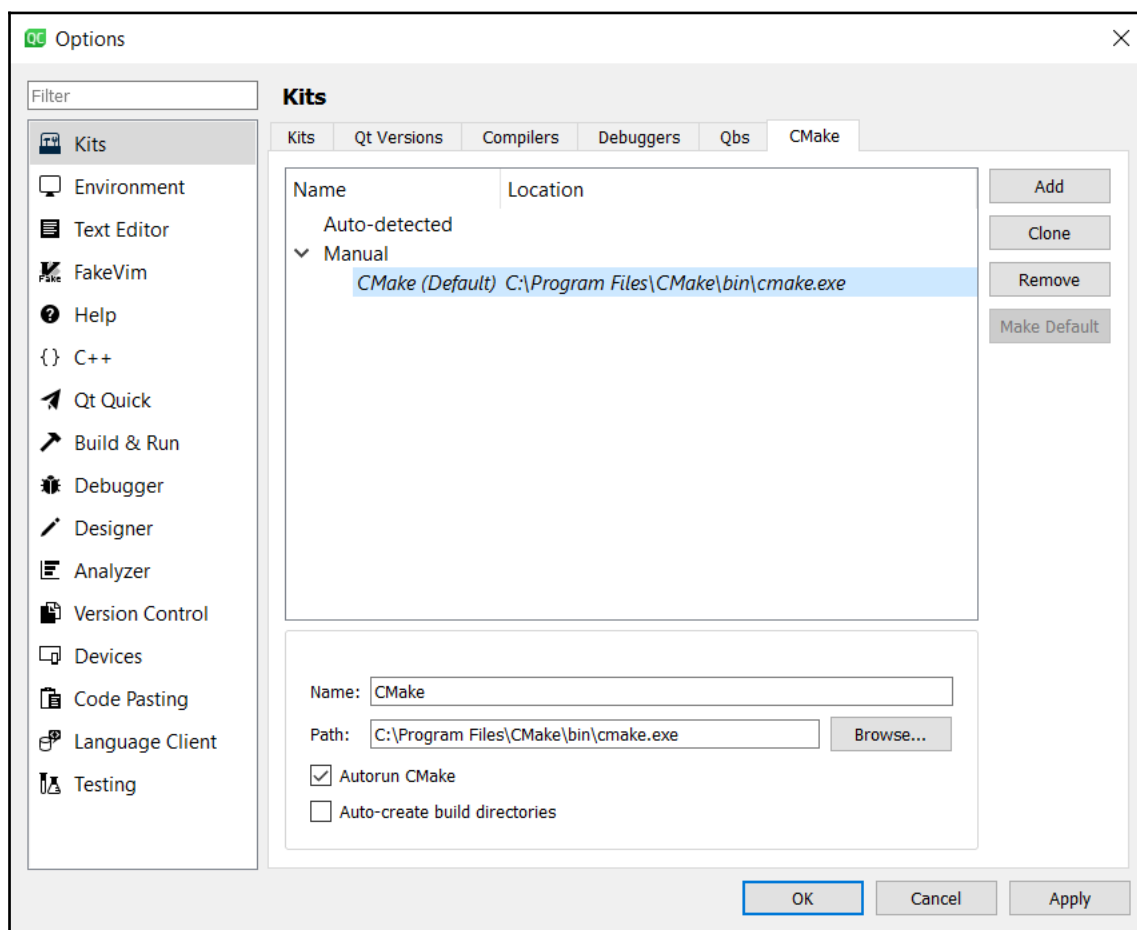 QC Options
Filter
Kits
Environment
Text Editor
Fake FakeVim
Help
{} C++
Qt Quick
Build & Run
Debugger
Designer
Analyzer
Version Control
Devices
Code Pasting
Language Client
Testing
Kits
Kits Qt Versions Compilers Debuggers Qbs CMake
Name Location
Auto-detected
Manual
CMake (Default) C:\Program Files\CMake\bin\cmake.exe
Add
Clone
Remove
Make Default
Name: CMake
Path: C:\Program Files\CMake\bin\cmake.exe Browse...
Autorun CMake
Auto-create build directories
OK Cancel Apply